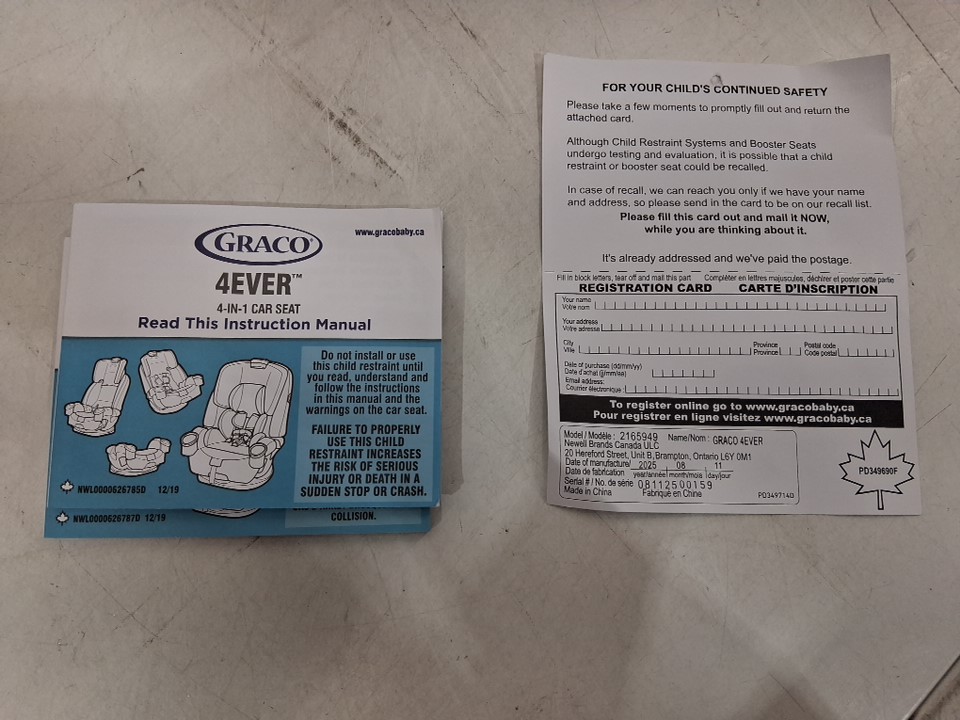 GRACO®
www.gracobaby.ca
4EVER™
4-IN-1 CAR SEAT
Read This Instruction Manual
Do not install or use
this child restraint until
you read, understand and
follow the instructions
in this manual and the
warnings on the car seat.
FAILURE TO PROPERLY
USE THIS CHILD
RESTRAINT INCREASES
THE RISK OF SERIOUS
INJURY OR DEATH IN A
SUDDEN STOP OR CRASH.
NWL0000626785D 12/19
NWL0000626787D 12/19
COLLISION.
FOR YOUR CHILD'S CONTINUED SAFETY
Please take a few moments to promptly fill out and return the
attached card.
Although Child Restraint Systems and Booster Seats
undergo testing and evaluation, it is possible that a child
restraint or booster seat could be recalled.
In case of recall, we can reach you only if we have your name
and address, so please send in the card to be on our recall list.
Please fill this card out and mail it NOW,
while you are thinking about it.
It's already addressed and we've paid the postage.
Fill in block letters, tear off and mail this part Compléter en lettres majuscules, déchirer et poster cette partie
REGISTRATION CARD CARTE D'INSCRIPTION
Your name
Votre nom
Your address
Votre adresse
City Province Postal code
Ville Province Code postal
Date of purchase (dd/mm/yy)
Date d'achat (jj/mm/aa)
Email address:
Courrier électronique:
To register online go to www.gracobaby.ca
Pour registrer en ligne visitez www.gracobaby.ca
Model / Modèle : 2165949 Name/Nom : GRACO 4EVER
Newell Brands Canada ULC
20 Hereford Street, Unit B, Brampton, Ontario L6Y 0M1
Date of manufacture/ 2025 08 11
Date de fabrication year/année month/mois day/jour
Serial # / No. de série 08112500159
Made in China Fabriqué en Chine
PD349714D
PD349690F